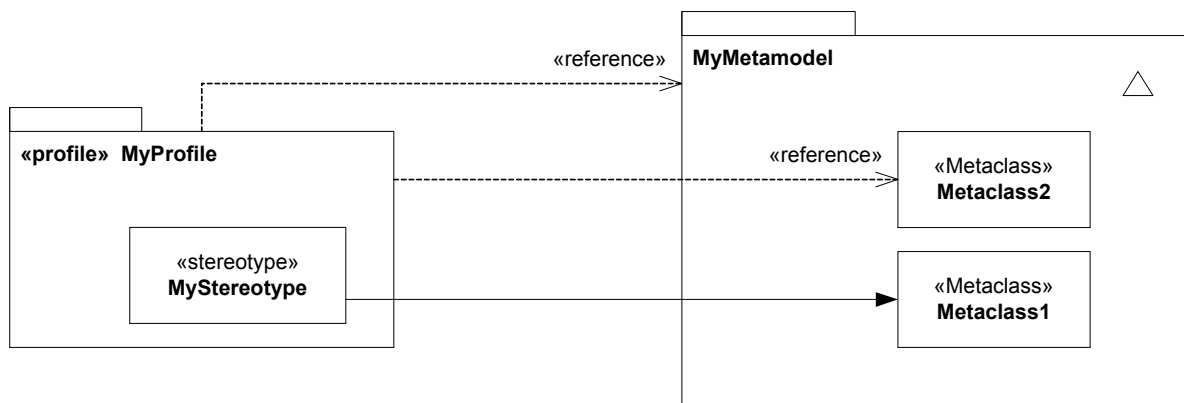 «reference»
MyMetamodel
«profile» MyProfile
«reference»
«Metaclass»
Metaclass2
«stereotype»
MyStereotype
«Metaclass»
Metaclass1